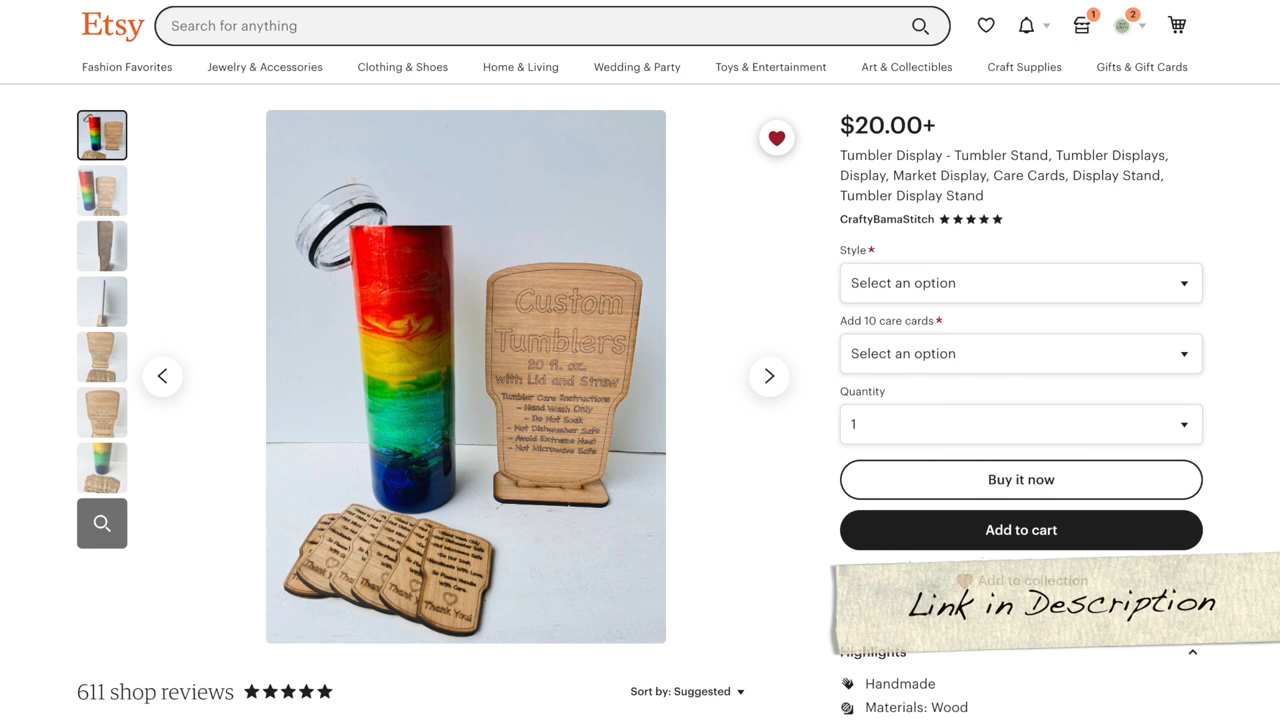 Etsy
Search for anything
1
2
Fashion Favorites
Jewelry & Accessories
Clothing & Shoes
Home & Living
Wedding & Party
Toys & Entertainment
Art & Collectibles
Craft Supplies
Gifts & Gift Cards
Custom
Tumblers
20 fl. oz.
with Lid and Straw
Tumbler Care Instructions
- Hand Wash Only
- Do Not Soak
- Not Dishwasher Safe
- Avoid Extreme Heat
- Not Microwave Safe
With Care.
Thank You!
$20.00+
Tumbler Display - Tumbler Stand, Tumbler Displays,
Display, Market Display, Care Cards, Display Stand,
Tumbler Display Stand
CraftyBamaStitch
Style*
Select an option
Add 10 care cards*
Select an option
Quantity
1
Buy it now
Add to cart
Add to collection
Link in Description
Highlights
Handmade
Materials: Wood
611 shop reviews
Sort by: Suggested